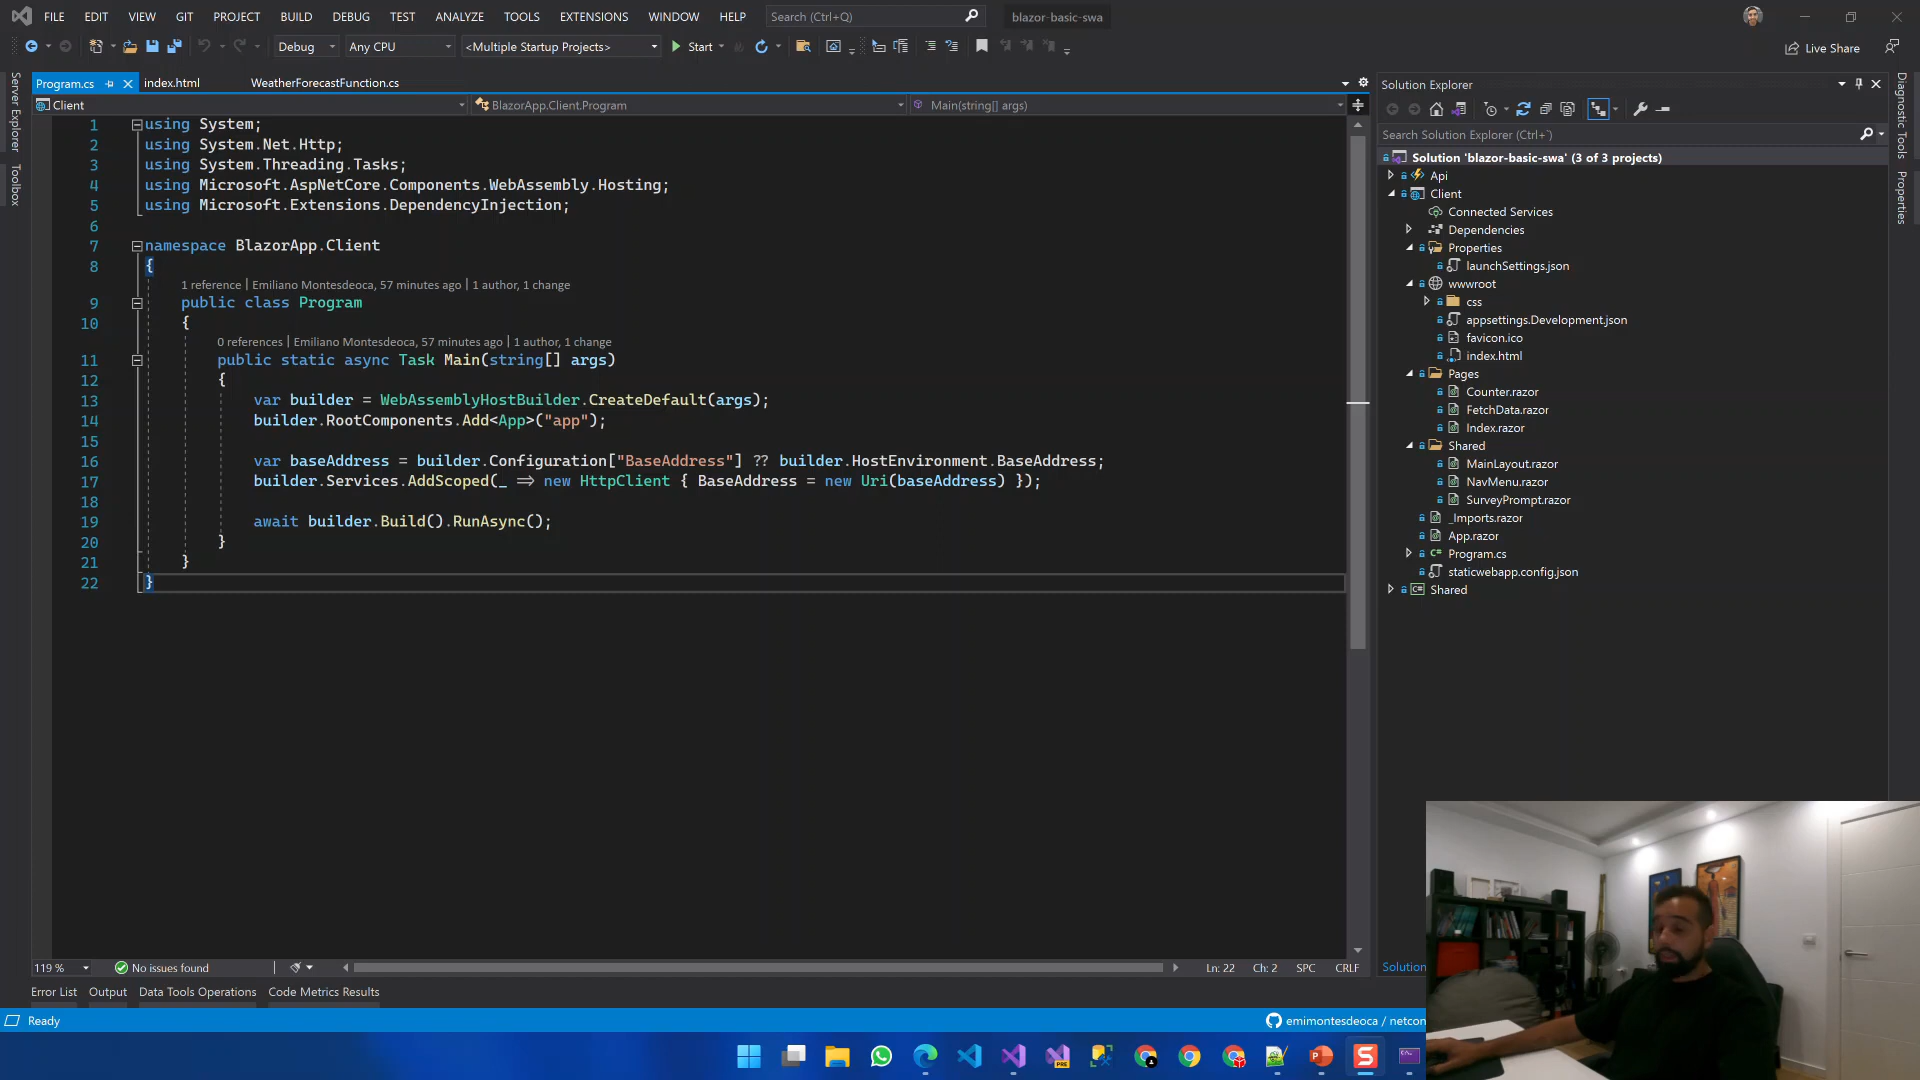 FILE EDIT VIEW GIT PROJECT BUILD DEBUG TEST ANALYZE TOOLS EXTENSIONS WINDOW HELP Search (Ctrl+Q) blazor-basic-swa
Debug Any CPU <Multiple Startup Projects> Start Live Share
Server Explorer
Toolbox
Program.cs index.html WeatherForecastFunction.cs
Client BlazorApp.Client.Program Main(string[] args)
1 using System;
2 using System.Net.Http;
3 using System.Threading.Tasks;
4 using Microsoft.AspNetCore.Components.WebAssembly.Hosting;
5 using Microsoft.Extensions.DependencyInjection;
6
7 namespace BlazorApp.Client
8 {
1 reference | Emiliano Montesdeoca, 57 minutes ago | 1 author, 1 change
9 public class Program
10 {
0 references | Emiliano Montesdeoca, 57 minutes ago | 1 author, 1 change
11 public static async Task Main(string[] args)
12 {
13 var builder = WebAssemblyHostBuilder.CreateDefault(args);
14 builder.RootComponents.Add<App>("app");
15
16 var baseAddress = builder.Configuration["BaseAddress"] ?? builder.HostEnvironment.BaseAddress;
17 builder.Services.AddScoped(_ => new HttpClient { BaseAddress = new Uri(baseAddress) });
18
19 await builder.Build().RunAsync();
20 }
21 }
22 }
119 % No issues found Ln: 22 Ch: 2 SPC CRLF
Error List Output Data Tools Operations Code Metrics Results
Ready emimontesdeoca / netcon
Solution Explorer
Search Solution Explorer (Ctrl+`)
Solution 'blazor-basic-swa' (3 of 3 projects)
Api
Client
Connected Services
Dependencies
Properties
launchSettings.json
wwwroot
css
appsettings.Development.json
favicon.ico
index.html
Pages
Counter.razor
FetchData.razor
Index.razor
Shared
MainLayout.razor
NavMenu.razor
SurveyPrompt.razor
_Imports.razor
App.razor
C# Program.cs
staticwebapp.config.json
C# Shared
Solution
Diagnostic Tools
Properties
PRE